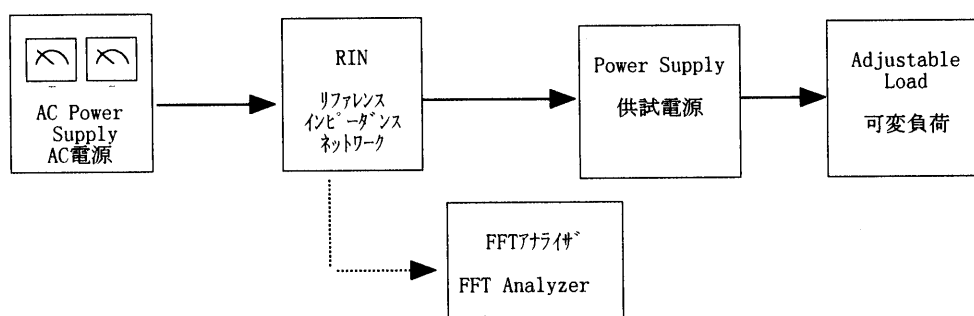 AC Power
Supply
AC電源
RIN
リファレンス
インピーダンス
ネットワーク
Power Supply
供試電源
Adjustable
Load
可変負荷
FFTアナライザ
FFT Analyzer